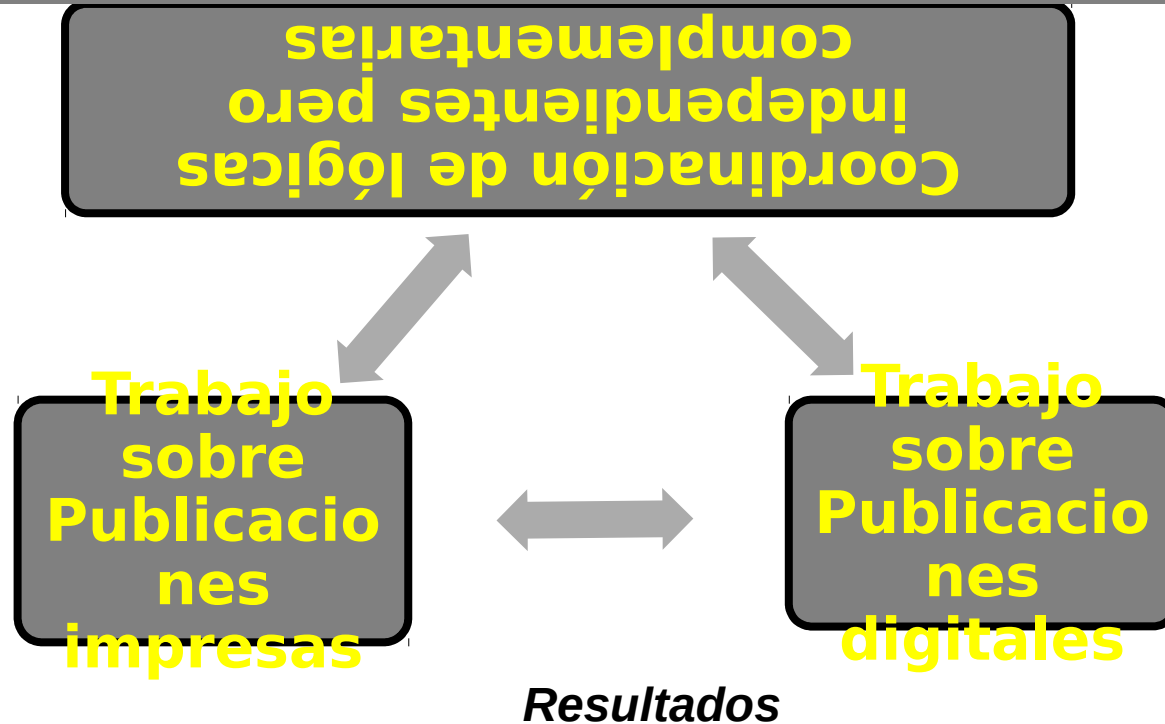 Coordinación de lógicas
independientes pero
complementarias
Trabajo
sobre
Publicacio
nes
impresas
Trabajo
sobre
Publicacio
nes
digitales
Resultados